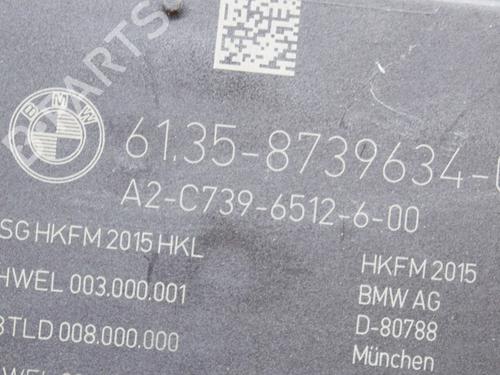 BMW
61.35-8739634-
A2-C739-6512-6-00
SG HKFM 2015 HKL
HWEL 003.000.001
BTLD 008.000.000
HKFM 2015
BMW AG
D-80788
München